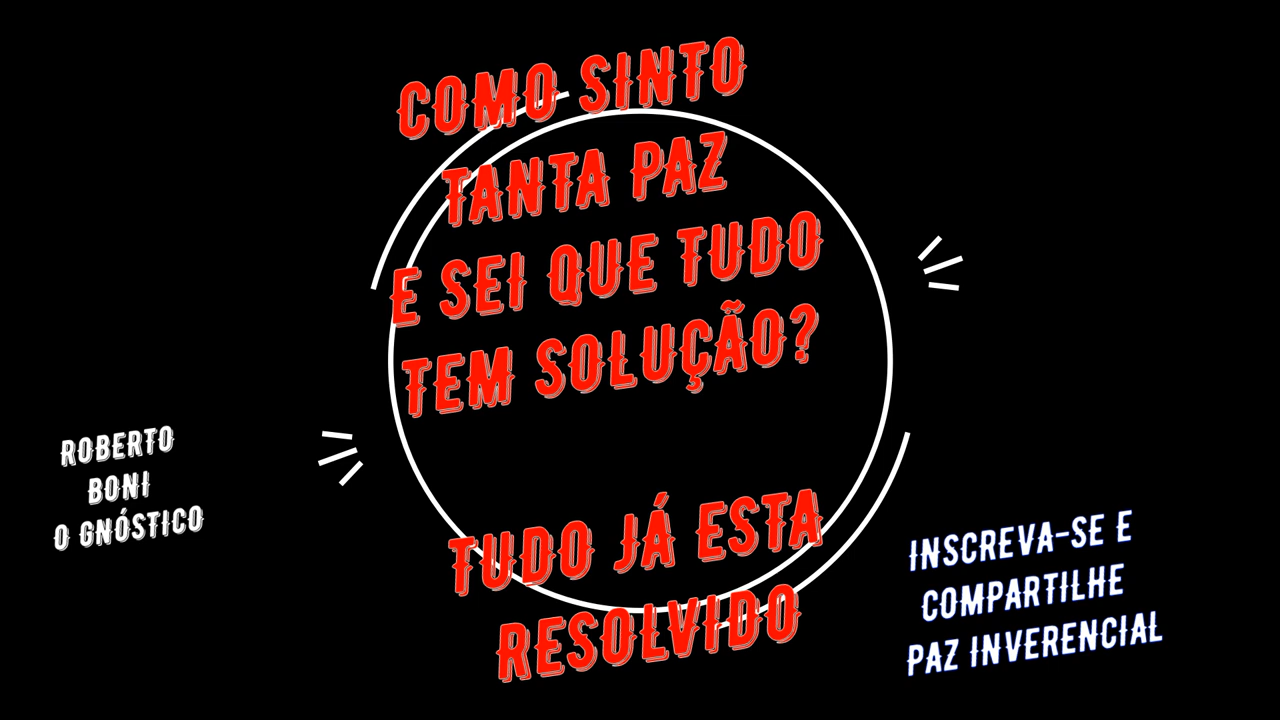 COMO SINTO
TANTA PAZ
E SEI QUE TUDO
TEM SOLUÇÃO?
TUDO JÁ ESTA
RESOLVIDO
ROBERTO
BONI
O GNÓSTICO
INSCREVA-SE E
COMPARTILHE
PAZ INVERENCIAL